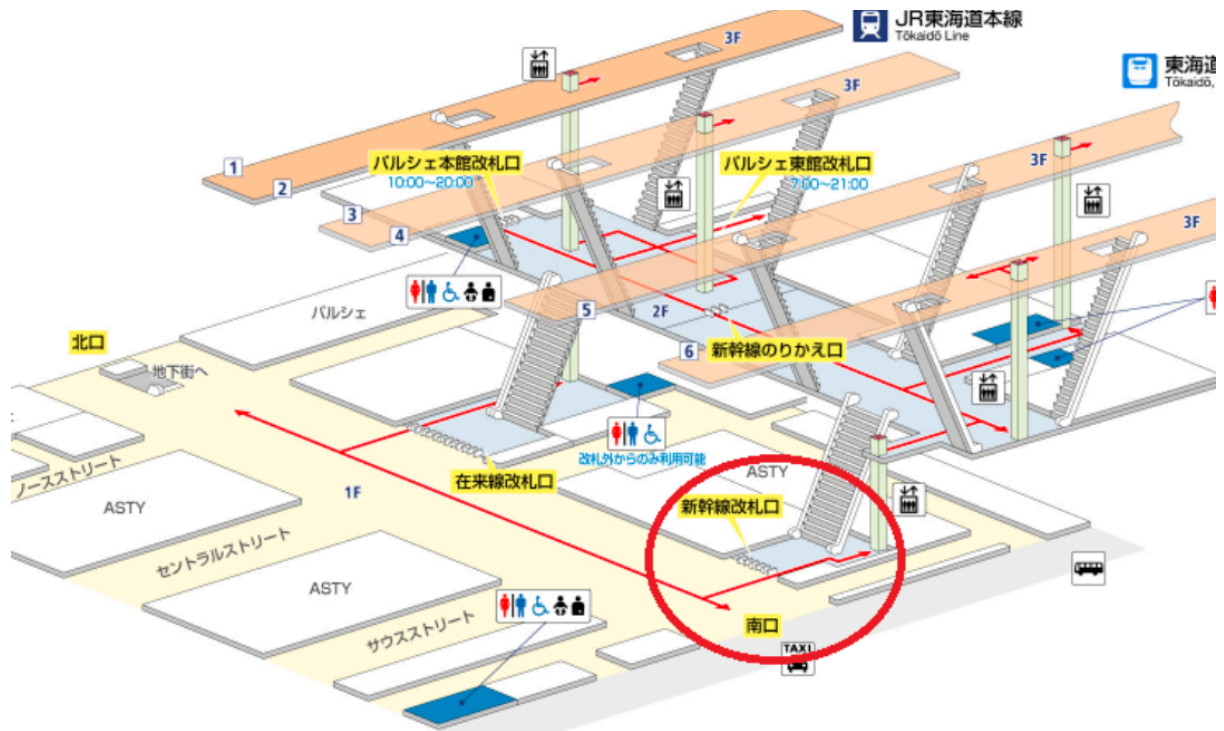 JR東海道本線
Tōkaidō Line
3F
東海道
Tōkaidō,
3F
1
2
パルシェ本館改札口
10:00～20:00
パルシェ東館改札口
7:00～21:00
3F
3
4
3F
パルシェ
5
2F
北口
新幹線のりかえ口
6
地下街へ
改札外からのみ利用可能
ノースストリート
在来線改札口
ASTY
1F
ASTY
新幹線改札口
セントラルストリート
ASTY
サウスストリート
南口
TAXI